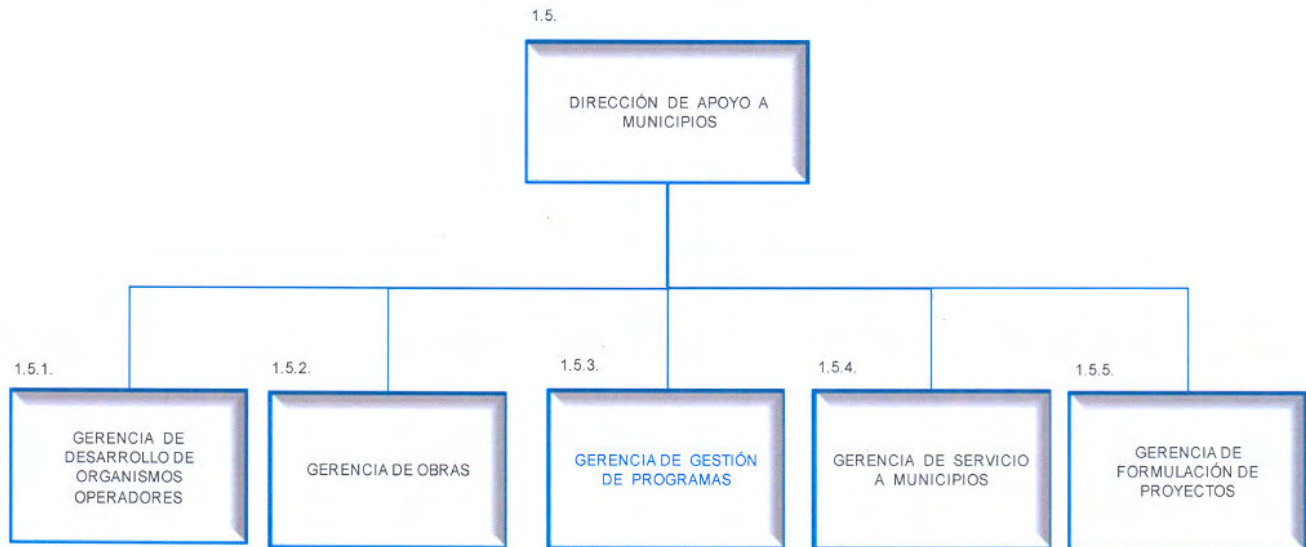 1.5.
DIRECCIÓN DE APOYO A
MUNICIPIOS
1.5.1.
GERENCIA DE
DESARROLLO DE
ORGANISMOS
OPERADORES
1.5.2.
GERENCIA DE OBRAS
1.5.3.
GERENCIA DE GESTIÓN
DE PROGRAMAS
1.5.4.
GERENCIA DE SERVICIO
A MUNICIPIOS
1.5.5.
GERENCIA DE
FORMULACIÓN DE
PROYECTOS